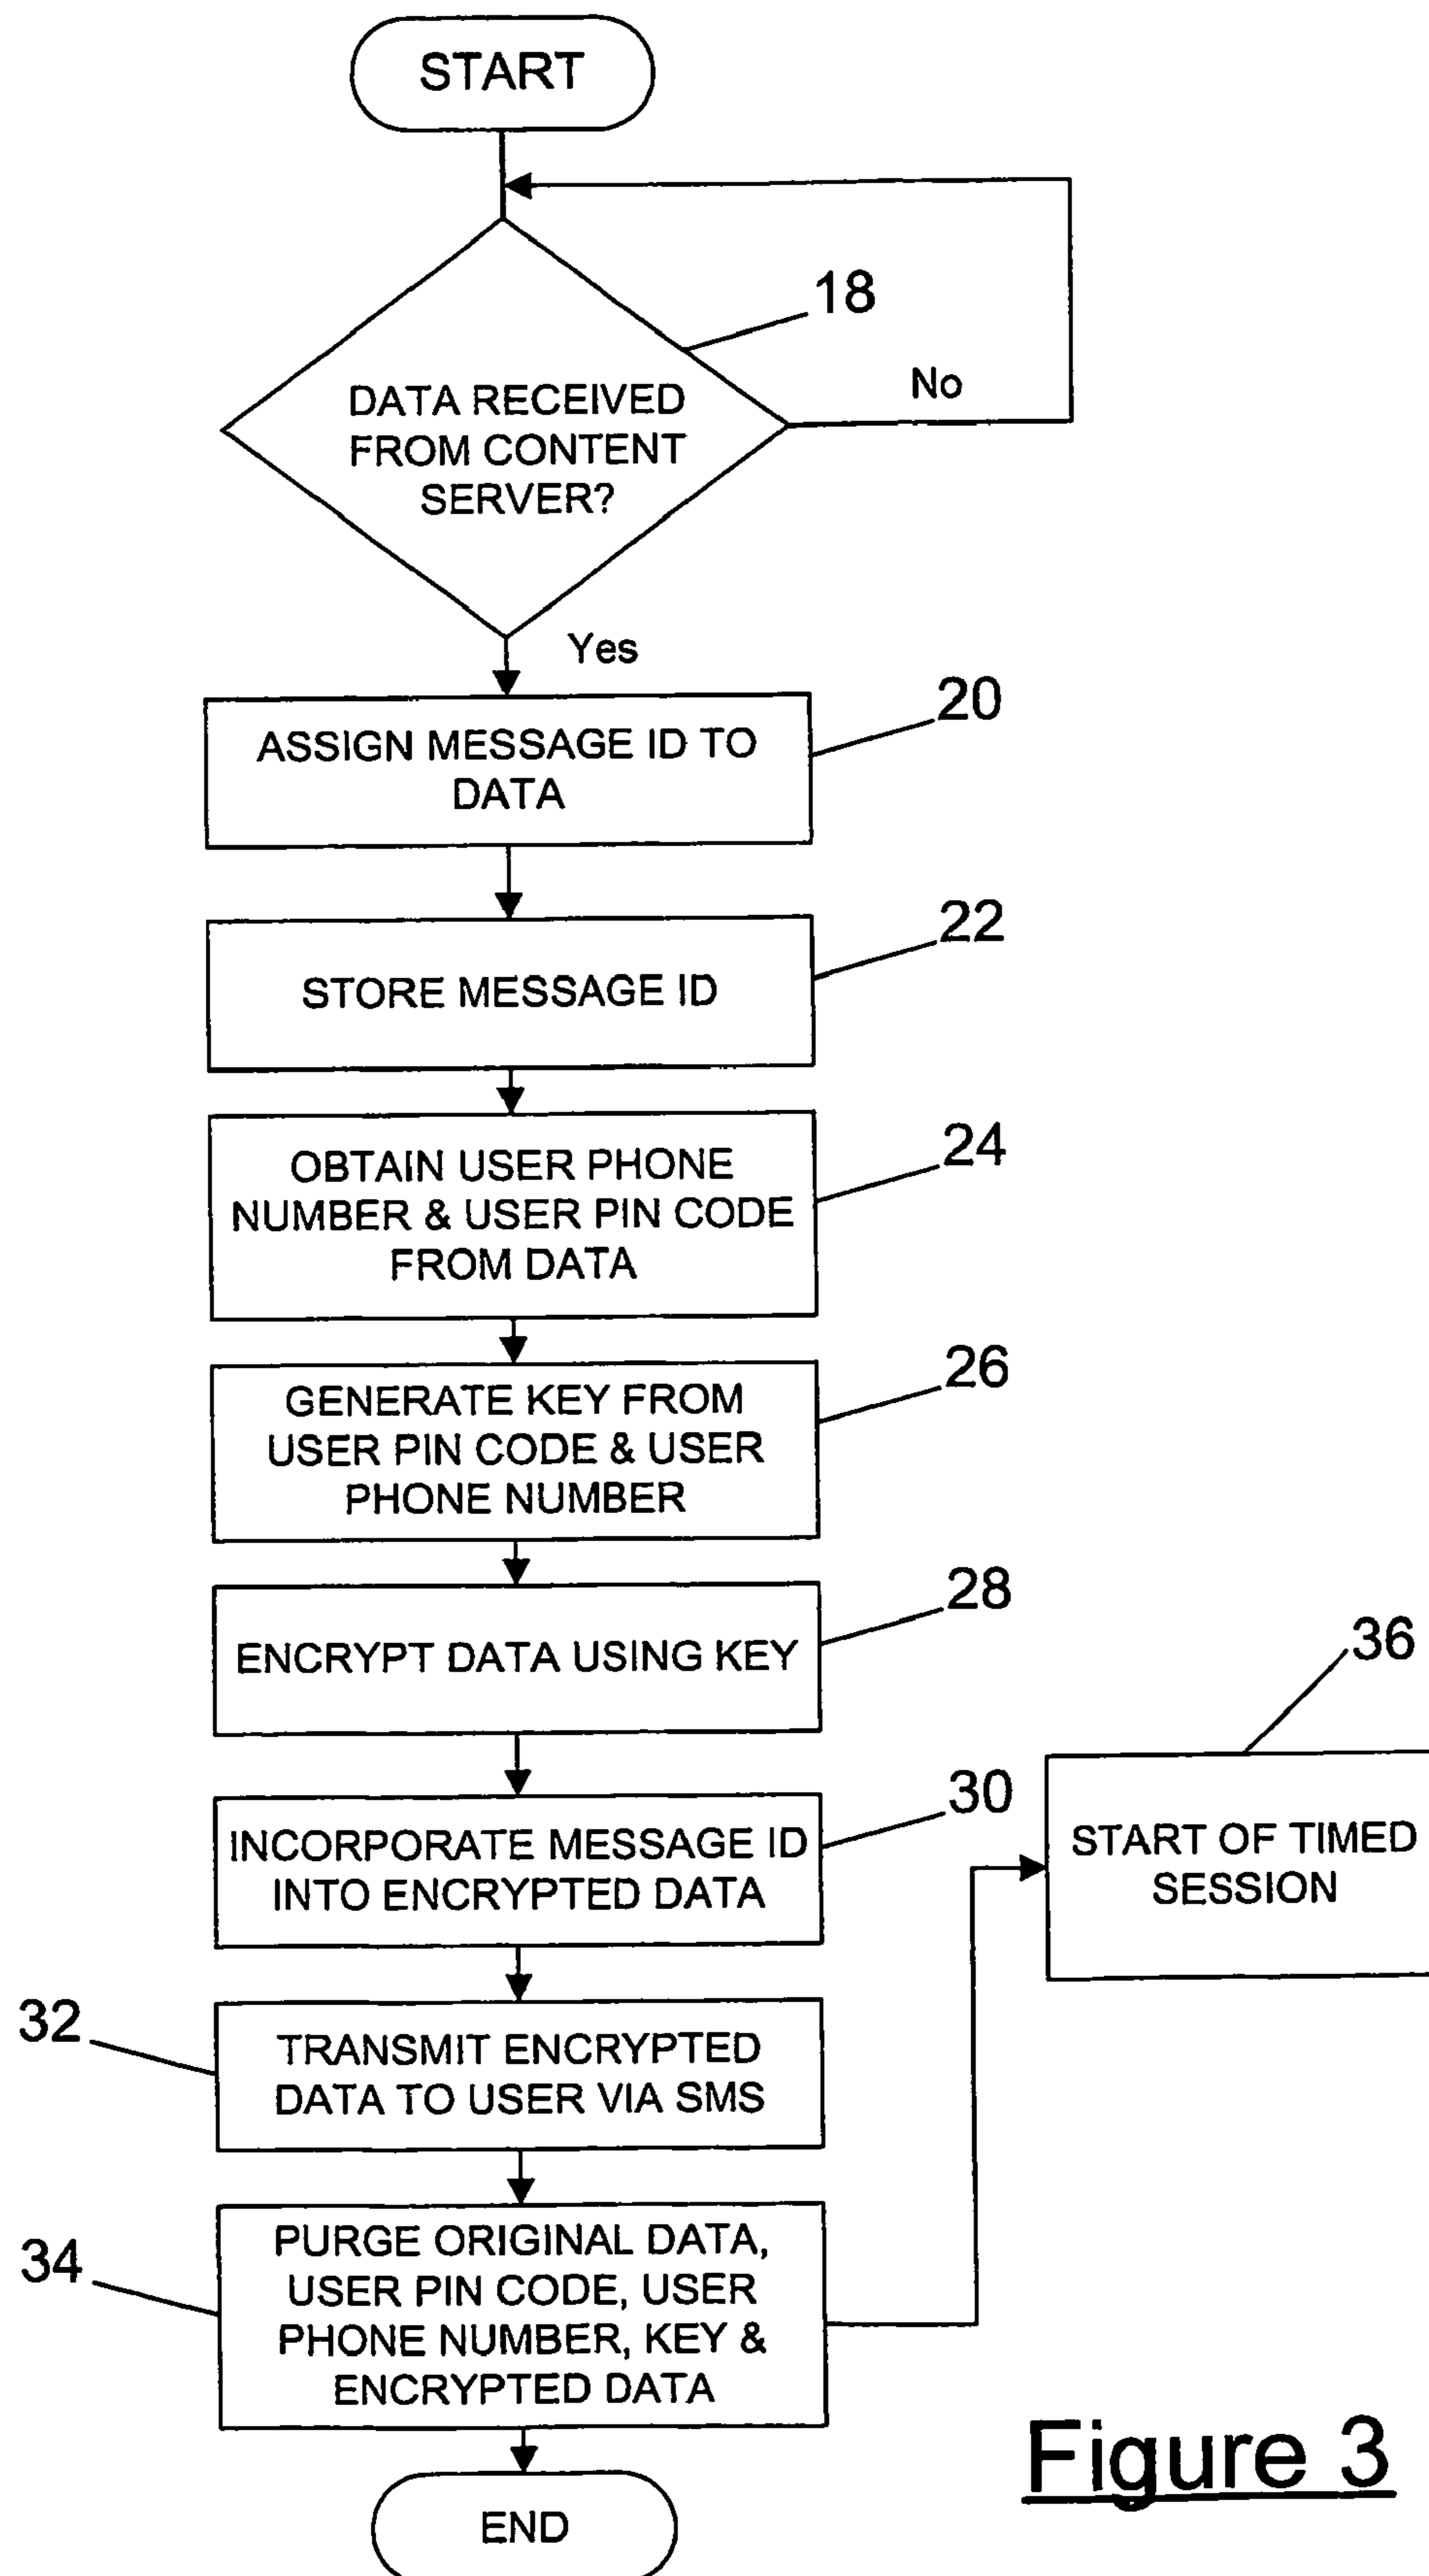 START
18
DATA RECEIVED
FROM CONTENT
SERVER?
No
Yes
20
ASSIGN MESSAGE ID TO
DATA
22
STORE MESSAGE ID
24
OBTAIN USER PHONE
NUMBER & USER PIN CODE
FROM DATA
26
GENERATE KEY FROM
USER PIN CODE & USER
PHONE NUMBER
28
ENCRYPT DATA USING KEY
30
INCORPORATE MESSAGE ID
INTO ENCRYPTED DATA
36
START OF TIMED
SESSION
32
TRANSMIT ENCRYPTED
DATA TO USER VIA SMS
34
PURGE ORIGINAL DATA,
USER PIN CODE, USER
PHONE NUMBER, KEY &
ENCRYPTED DATA
END
Figure 3